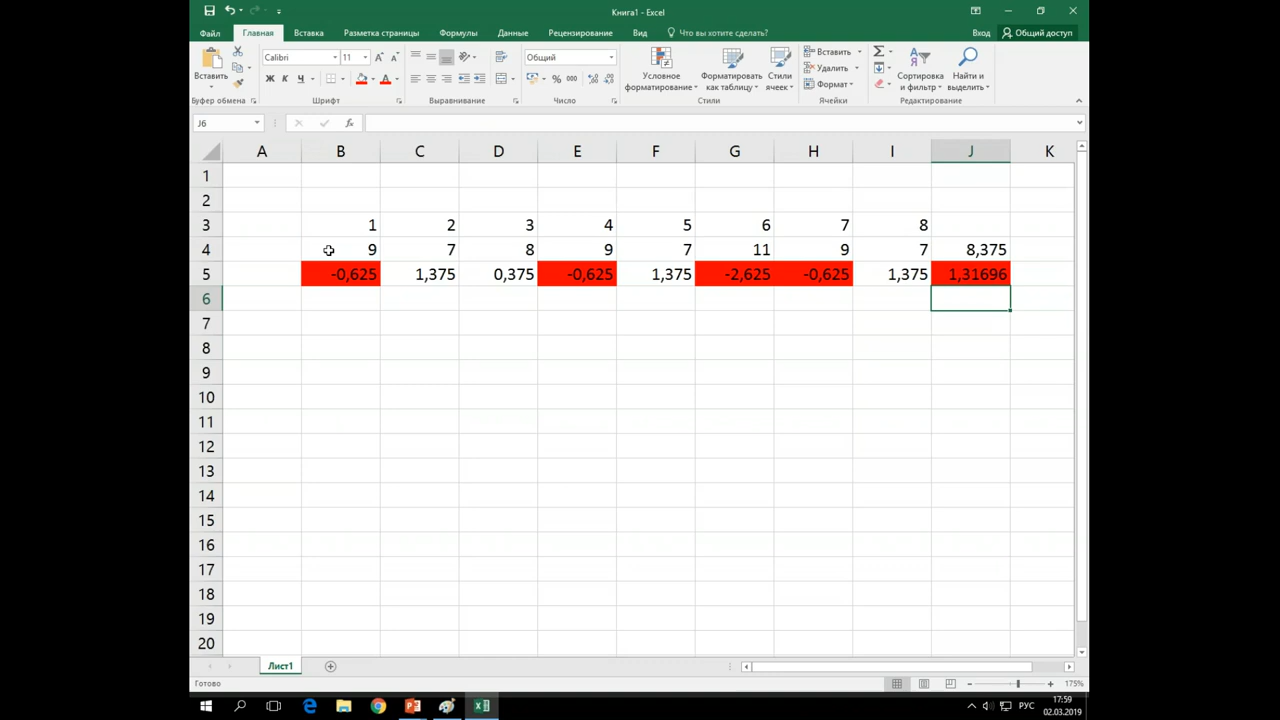 Книга1 - Excel
Файл Главная Вставка Разметка страницы Формулы Данные Рецензирование Вид Что вы хотите сделать? Вход Общий доступ
Вставить
Буфер обмена
Calibri 11
Ж К Ч
Шрифт
Выравнивание
Общий
% 000
Число
Условное форматирование
Форматировать как таблицу
Стили ячеек
Стили
Вставить
Удалить
Формат
Ячейки
Сортировка и фильтр
Найти и выделить
Редактирование
J6 fx
A B C D E F G H I J K
1
2
3 1 2 3 4 5 6 7 8
4 9 7 8 9 7 11 9 7 8,375
5 -0,625 1,375 0,375 -0,625 1,375 -2,625 -0,625 1,375 1,31696
6
7
8
9
10
11
12
13
14
15
16
17
18
19
20
Лист1
Готово 175%
РУС 17:59
02.03.2019